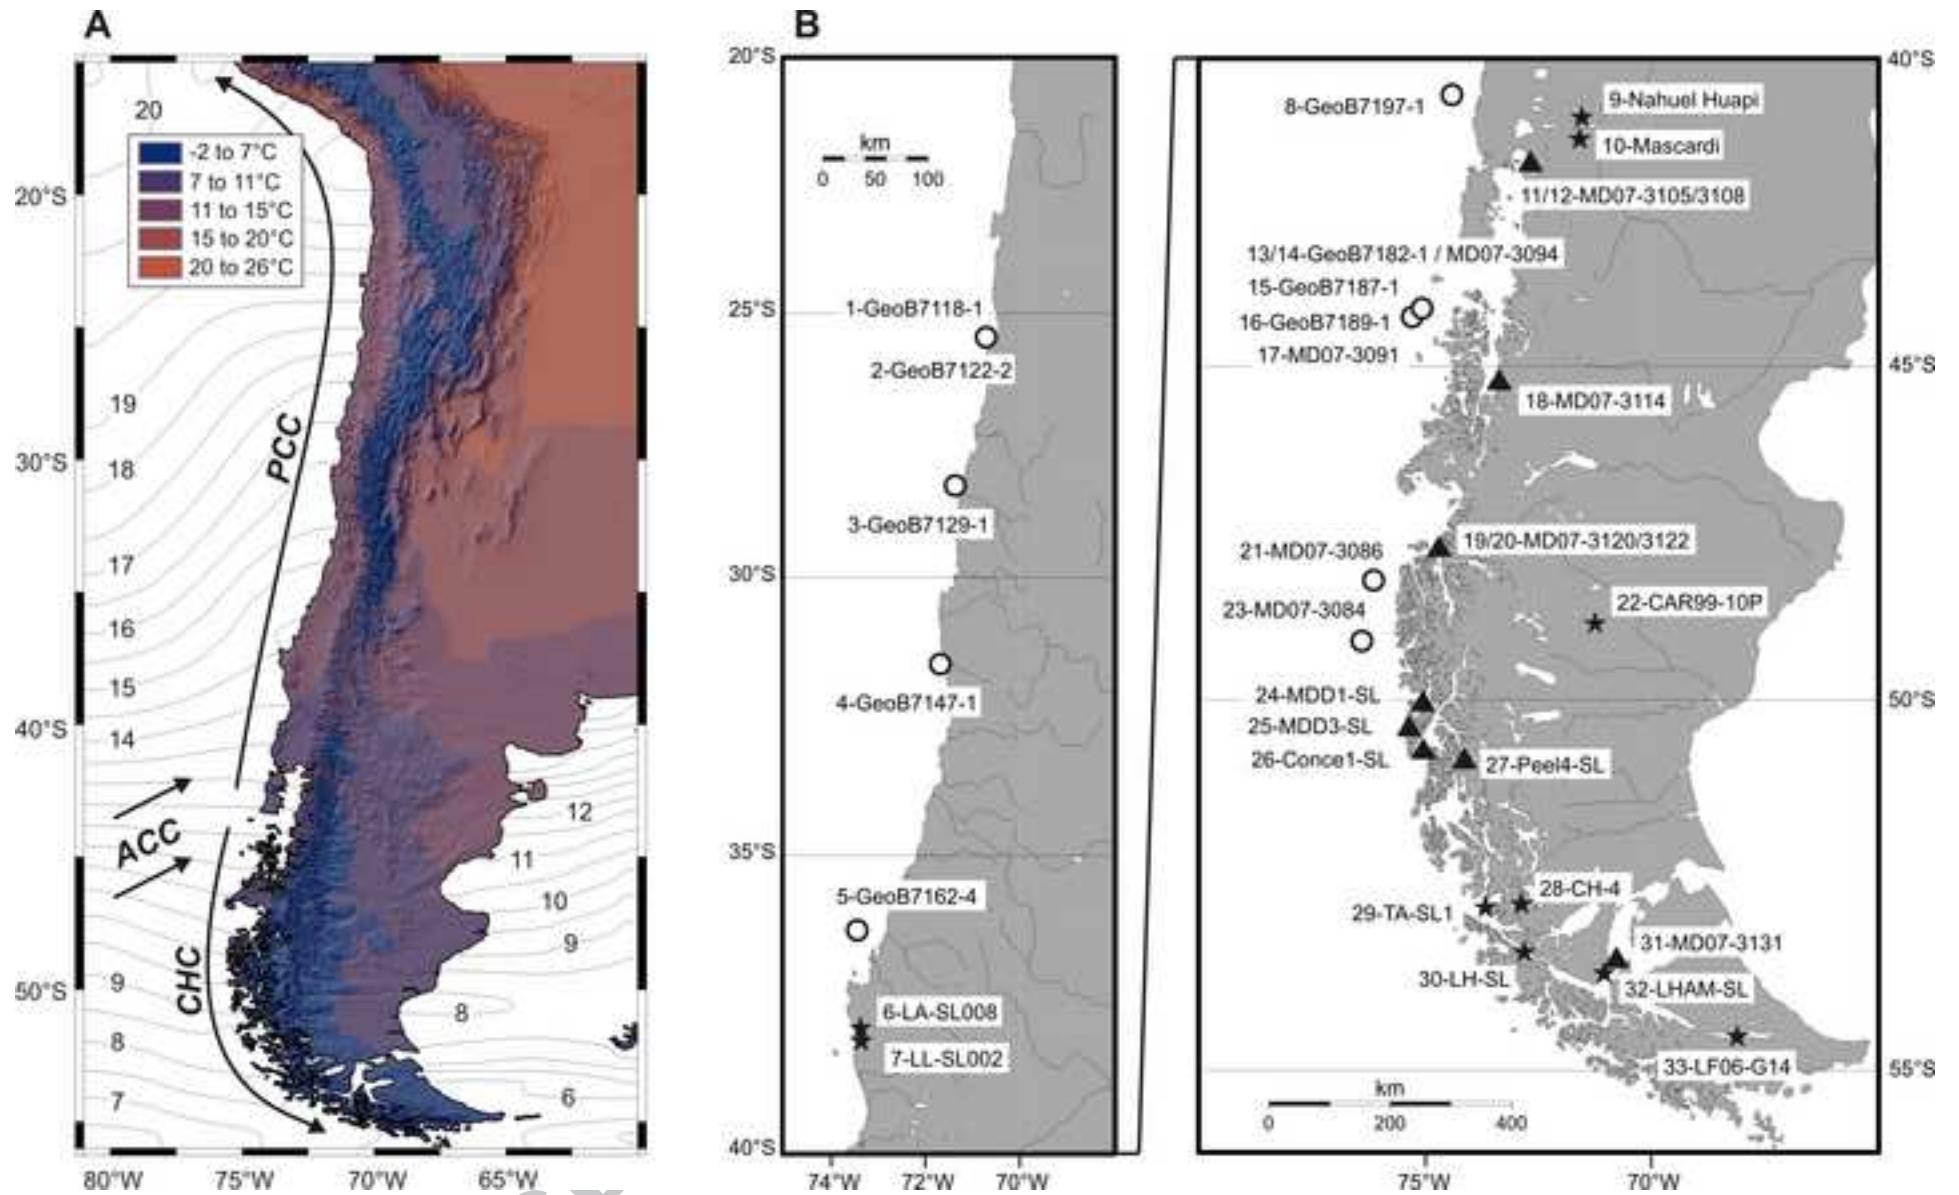 A
20
-2 to 7°C
7 to 11°C
11 to 15°C
15 to 20°C
20 to 26°C
20°S
30°S
40°S
50°S
19
18
17
16
15
14
9
8
7
PCC
ACC
CHC
12
11
10
9
8
6
80°W
75°W
70°W
65°W
B
20°S
25°S
30°S
35°S
40°S
km
0 50 100
1-GeoB7118-1
2-GeoB7122-2
3-GeoB7129-1
4-GeoB7147-1
5-GeoB7162-4
6-LA-SL008
7-LL-SL002
74°W
72°W
70°W
40°S
45°S
50°S
55°S
8-GeoB7197-1
9-Nahuel Huapi
10-Mascardi
11/12-MD07-3105/3108
13/14-GeoB7182-1 / MD07-3094
15-GeoB7187-1
16-GeoB7189-1
17-MD07-3091
18-MD07-3114
19/20-MD07-3120/3122
21-MD07-3086
22-CAR99-10P
23-MD07-3084
24-MDD1-SL
25-MDD3-SL
26-Conce1-SL
27-Peel4-SL
28-CH-4
29-TA-SL1
30-LH-SL
31-MD07-3131
32-LHAM-SL
33-LF06-G14
km
0 200 400
75°W
70°W